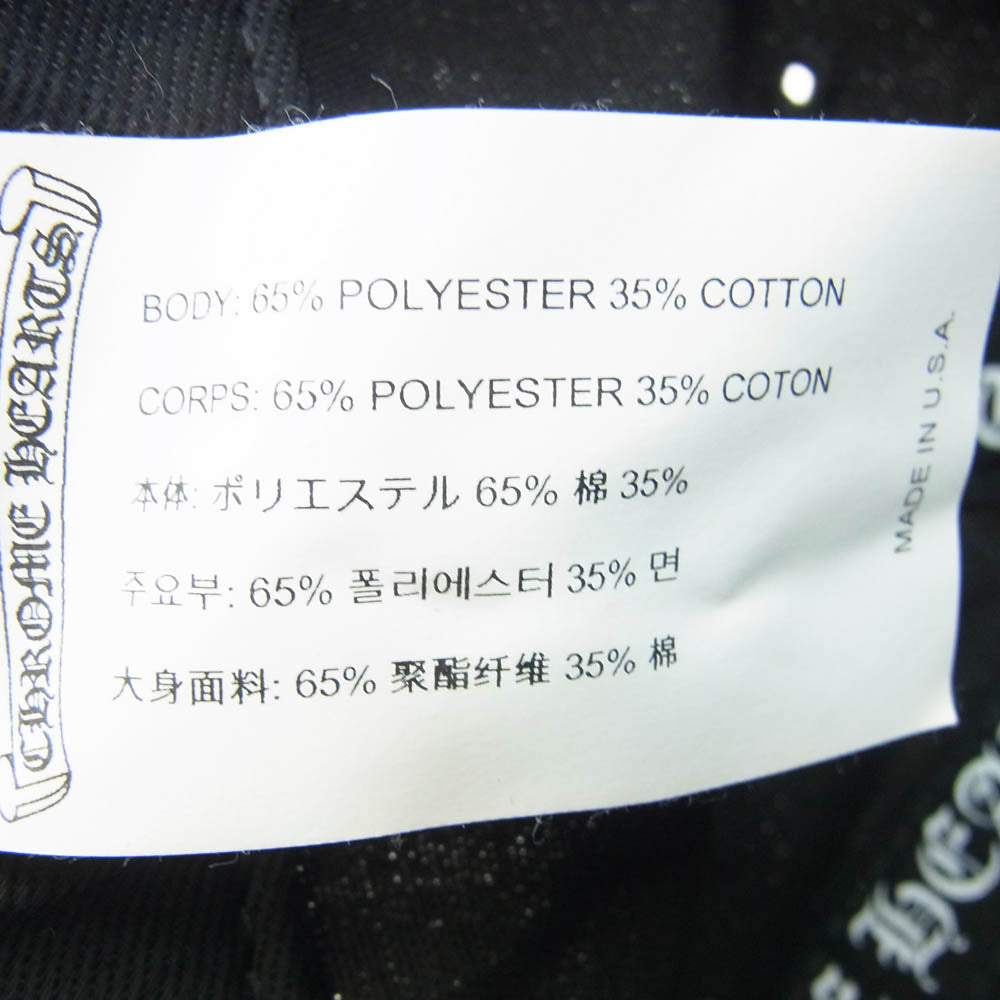 CHROME HEARTS
BODY: 65% POLYESTER 35% COTTON
CORPS: 65% POLYESTER 35% COTON
本体: ポリエステル 65% 棉 35%
주요부: 65% 폴리에스터 35% 면
大身面料: 65% 聚酯纤维 35% 棉
MADE IN U.S.A.